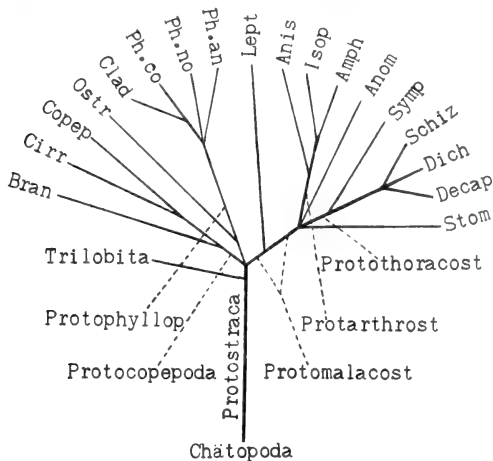 Bran
Cirr
Copep
Ostr
Clad
Ph.co
Ph.no
Ph.an
Lept
Anis
Isop
Amph
Anom
Symp
Schiz
Dich
Decap
Stom
Trilobita
Protothoracost
Protophyllop
Protarthrost
Protocopepoda
Protostraca
Protomalacost
Chätopoda